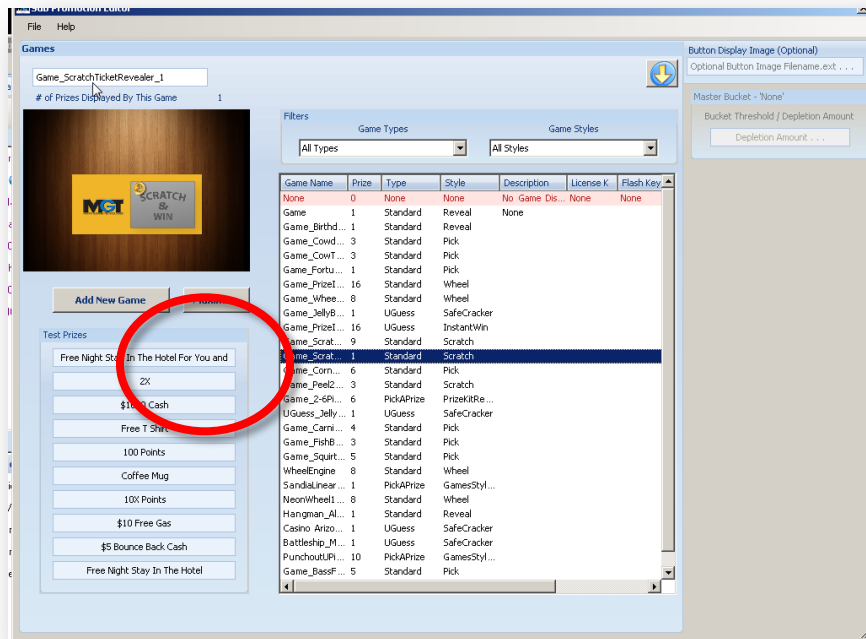 Sub Promotion Editor
File Help
Games
Game_ScratchTicketRevealer_1
# of Prizes Displayed By This Game 1
MGT
SCRATCH
&
WIN
Add New Game
Test Prizes
Free Night Stay In The Hotel For You and
2X
Cash
Free T Shirt
100 Points
Coffee Mug
10X Points
$10 Free Gas
$5 Bounce Back Cash
Free Night Stay In The Hotel
Filters
Game Types Game Styles
All Types All Styles
Game Name Prize Type Style Description License K Flash Key
None 0 None None No Game Dis... None None
Game 1 Standard Reveal None
Game_Birthd... 1 Standard Reveal
Game_Cowd... 3 Standard Pick
Game_CowT... 3 Standard Pick
Game_Fortu... 1 Standard Pick
Game_PrizeI... 16 Standard Wheel
Game_Whee... 8 Standard Wheel
Game_JellyB... 1 UGuess SafeCracker
Game_PrizeI... 16 UGuess InstantWin
Game_Scrat... 9 Standard Scratch
Game_Scrat... 1 Standard Scratch
Game_Corn... 6 Standard Pick
Game_Peel2... 3 Standard Scratch
Game_2-6Pi... 6 PickAPrize PrizeKitRe...
UGuess_Jelly... 1 UGuess SafeCracker
Game_Carni... 4 Standard Pick
Game_FishB... 3 Standard Pick
Game_Squirt... 5 Standard Pick
WheelEngine 8 Standard Wheel
SandiaLinear... 1 PickAPrize GamesStyl...
NeonWheel1... 8 Standard Wheel
Hangman_Al... 1 Standard Reveal
Casino Arizo... 1 UGuess SafeCracker
Battleship_M... 1 UGuess SafeCracker
PunchoutUPi... 10 PickAPrize GamesStyl...
Game_BassF... 5 Standard Pick
Button Display Image (Optional)
Optional Button Image Filename.ext . . .
Master Bucket - 'None'
Bucket Threshold / Depletion Amount
Depletion Amount . . .